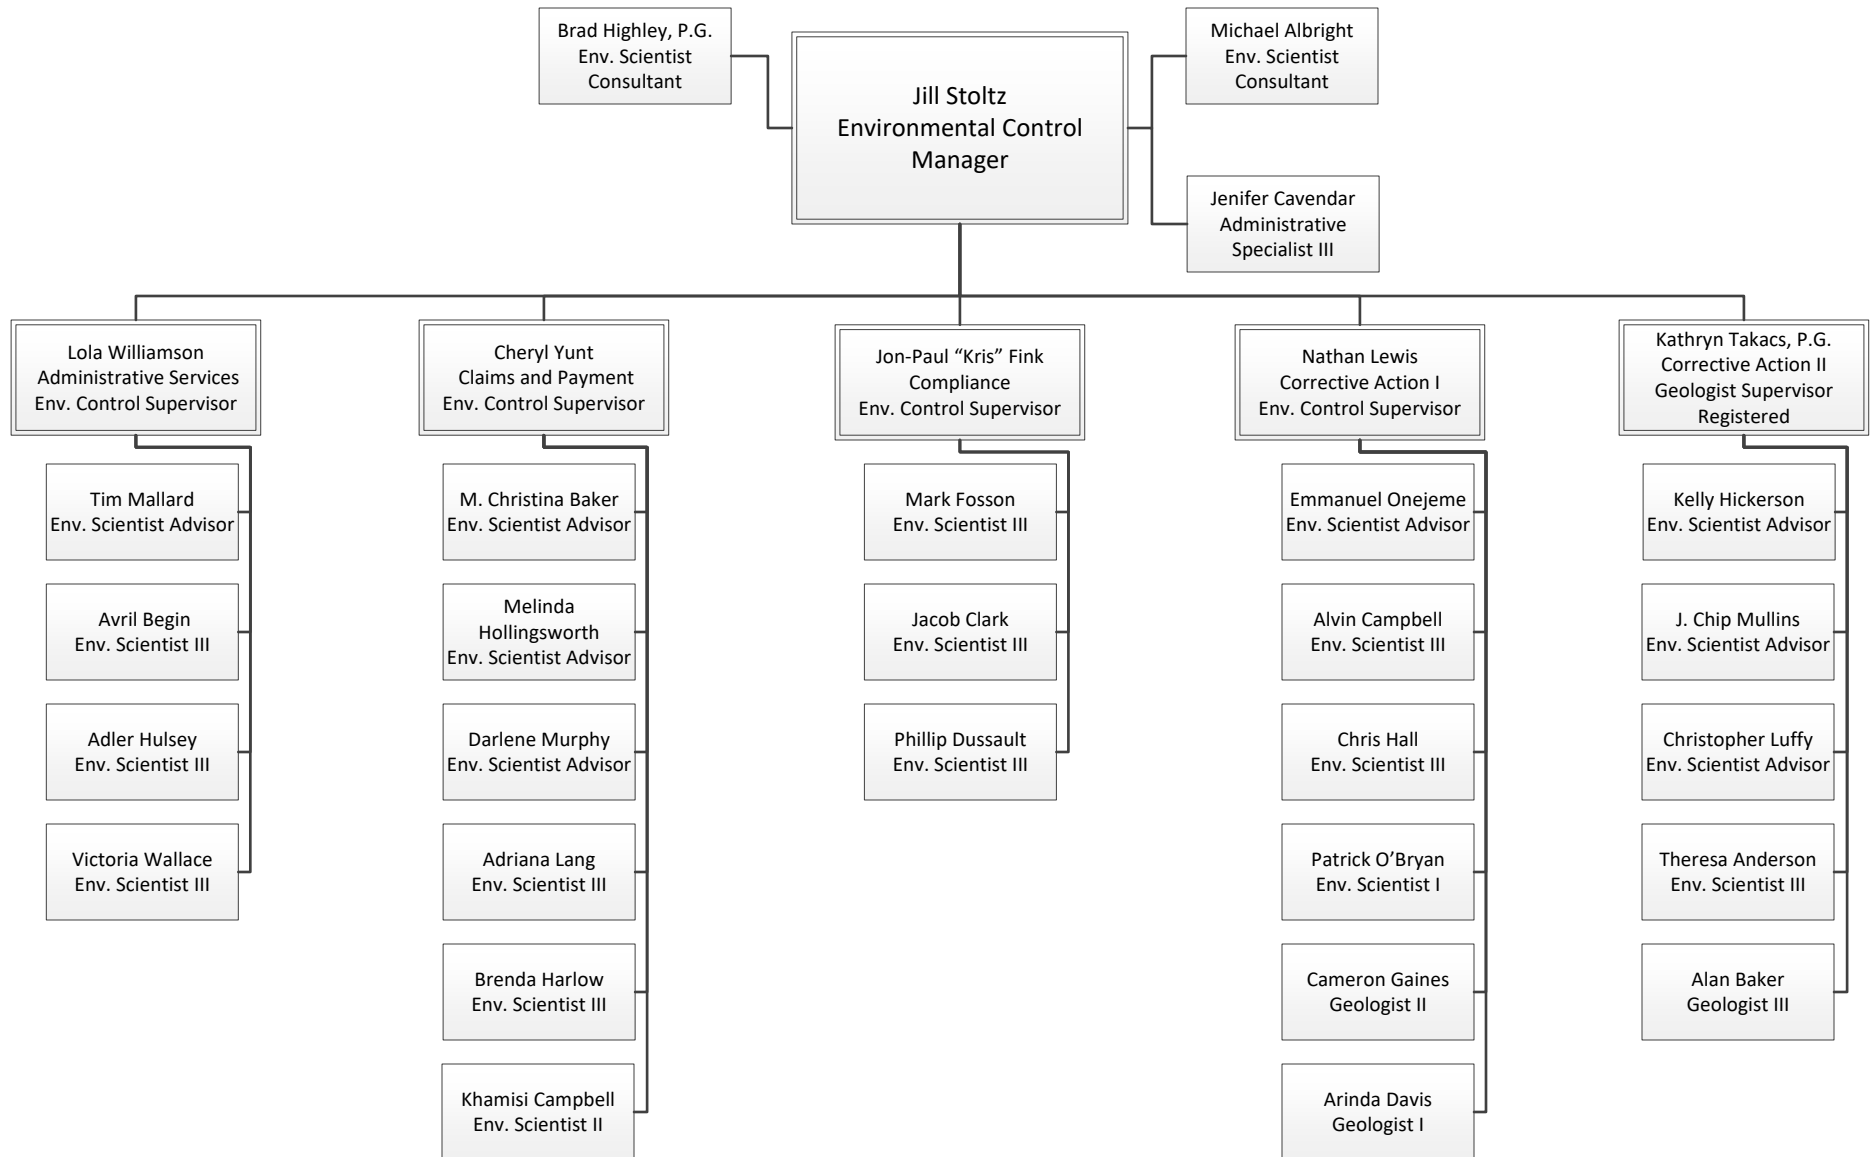 Brad Highley, P.G.
Env. Scientist
Consultant
Jill Stoltz
Environmental Control
Manager
Michael Albright
Env. Scientist
Consultant
Jenifer Cavendar
Administrative
Specialist III
Lola Williamson
Administrative Services
Env. Control Supervisor
Cheryl Yunt
Claims and Payment
Env. Control Supervisor
Jon-Paul “Kris” Fink
Compliance
Env. Control Supervisor
Nathan Lewis
Corrective Action I
Env. Control Supervisor
Kathryn Takacs, P.G.
Corrective Action II
Geologist Supervisor
Registered
Tim Mallard
Env. Scientist Advisor
Avril Begin
Env. Scientist III
Adler Hulsey
Env. Scientist III
Victoria Wallace
Env. Scientist III
M. Christina Baker
Env. Scientist Advisor
Melinda
Hollingsworth
Env. Scientist Advisor
Darlene Murphy
Env. Scientist Advisor
Adriana Lang
Env. Scientist III
Brenda Harlow
Env. Scientist III
Khamisi Campbell
Env. Scientist II
Mark Fosson
Env. Scientist III
Jacob Clark
Env. Scientist III
Phillip Dussault
Env. Scientist III
Emmanuel Onejeme
Env. Scientist Advisor
Alvin Campbell
Env. Scientist III
Chris Hall
Env. Scientist III
Patrick O’Bryan
Env. Scientist I
Cameron Gaines
Geologist II
Arinda Davis
Geologist I
Kelly Hickerson
Env. Scientist Advisor
J. Chip Mullins
Env. Scientist Advisor
Christopher Luffy
Env. Scientist Advisor
Theresa Anderson
Env. Scientist III
Alan Baker
Geologist III